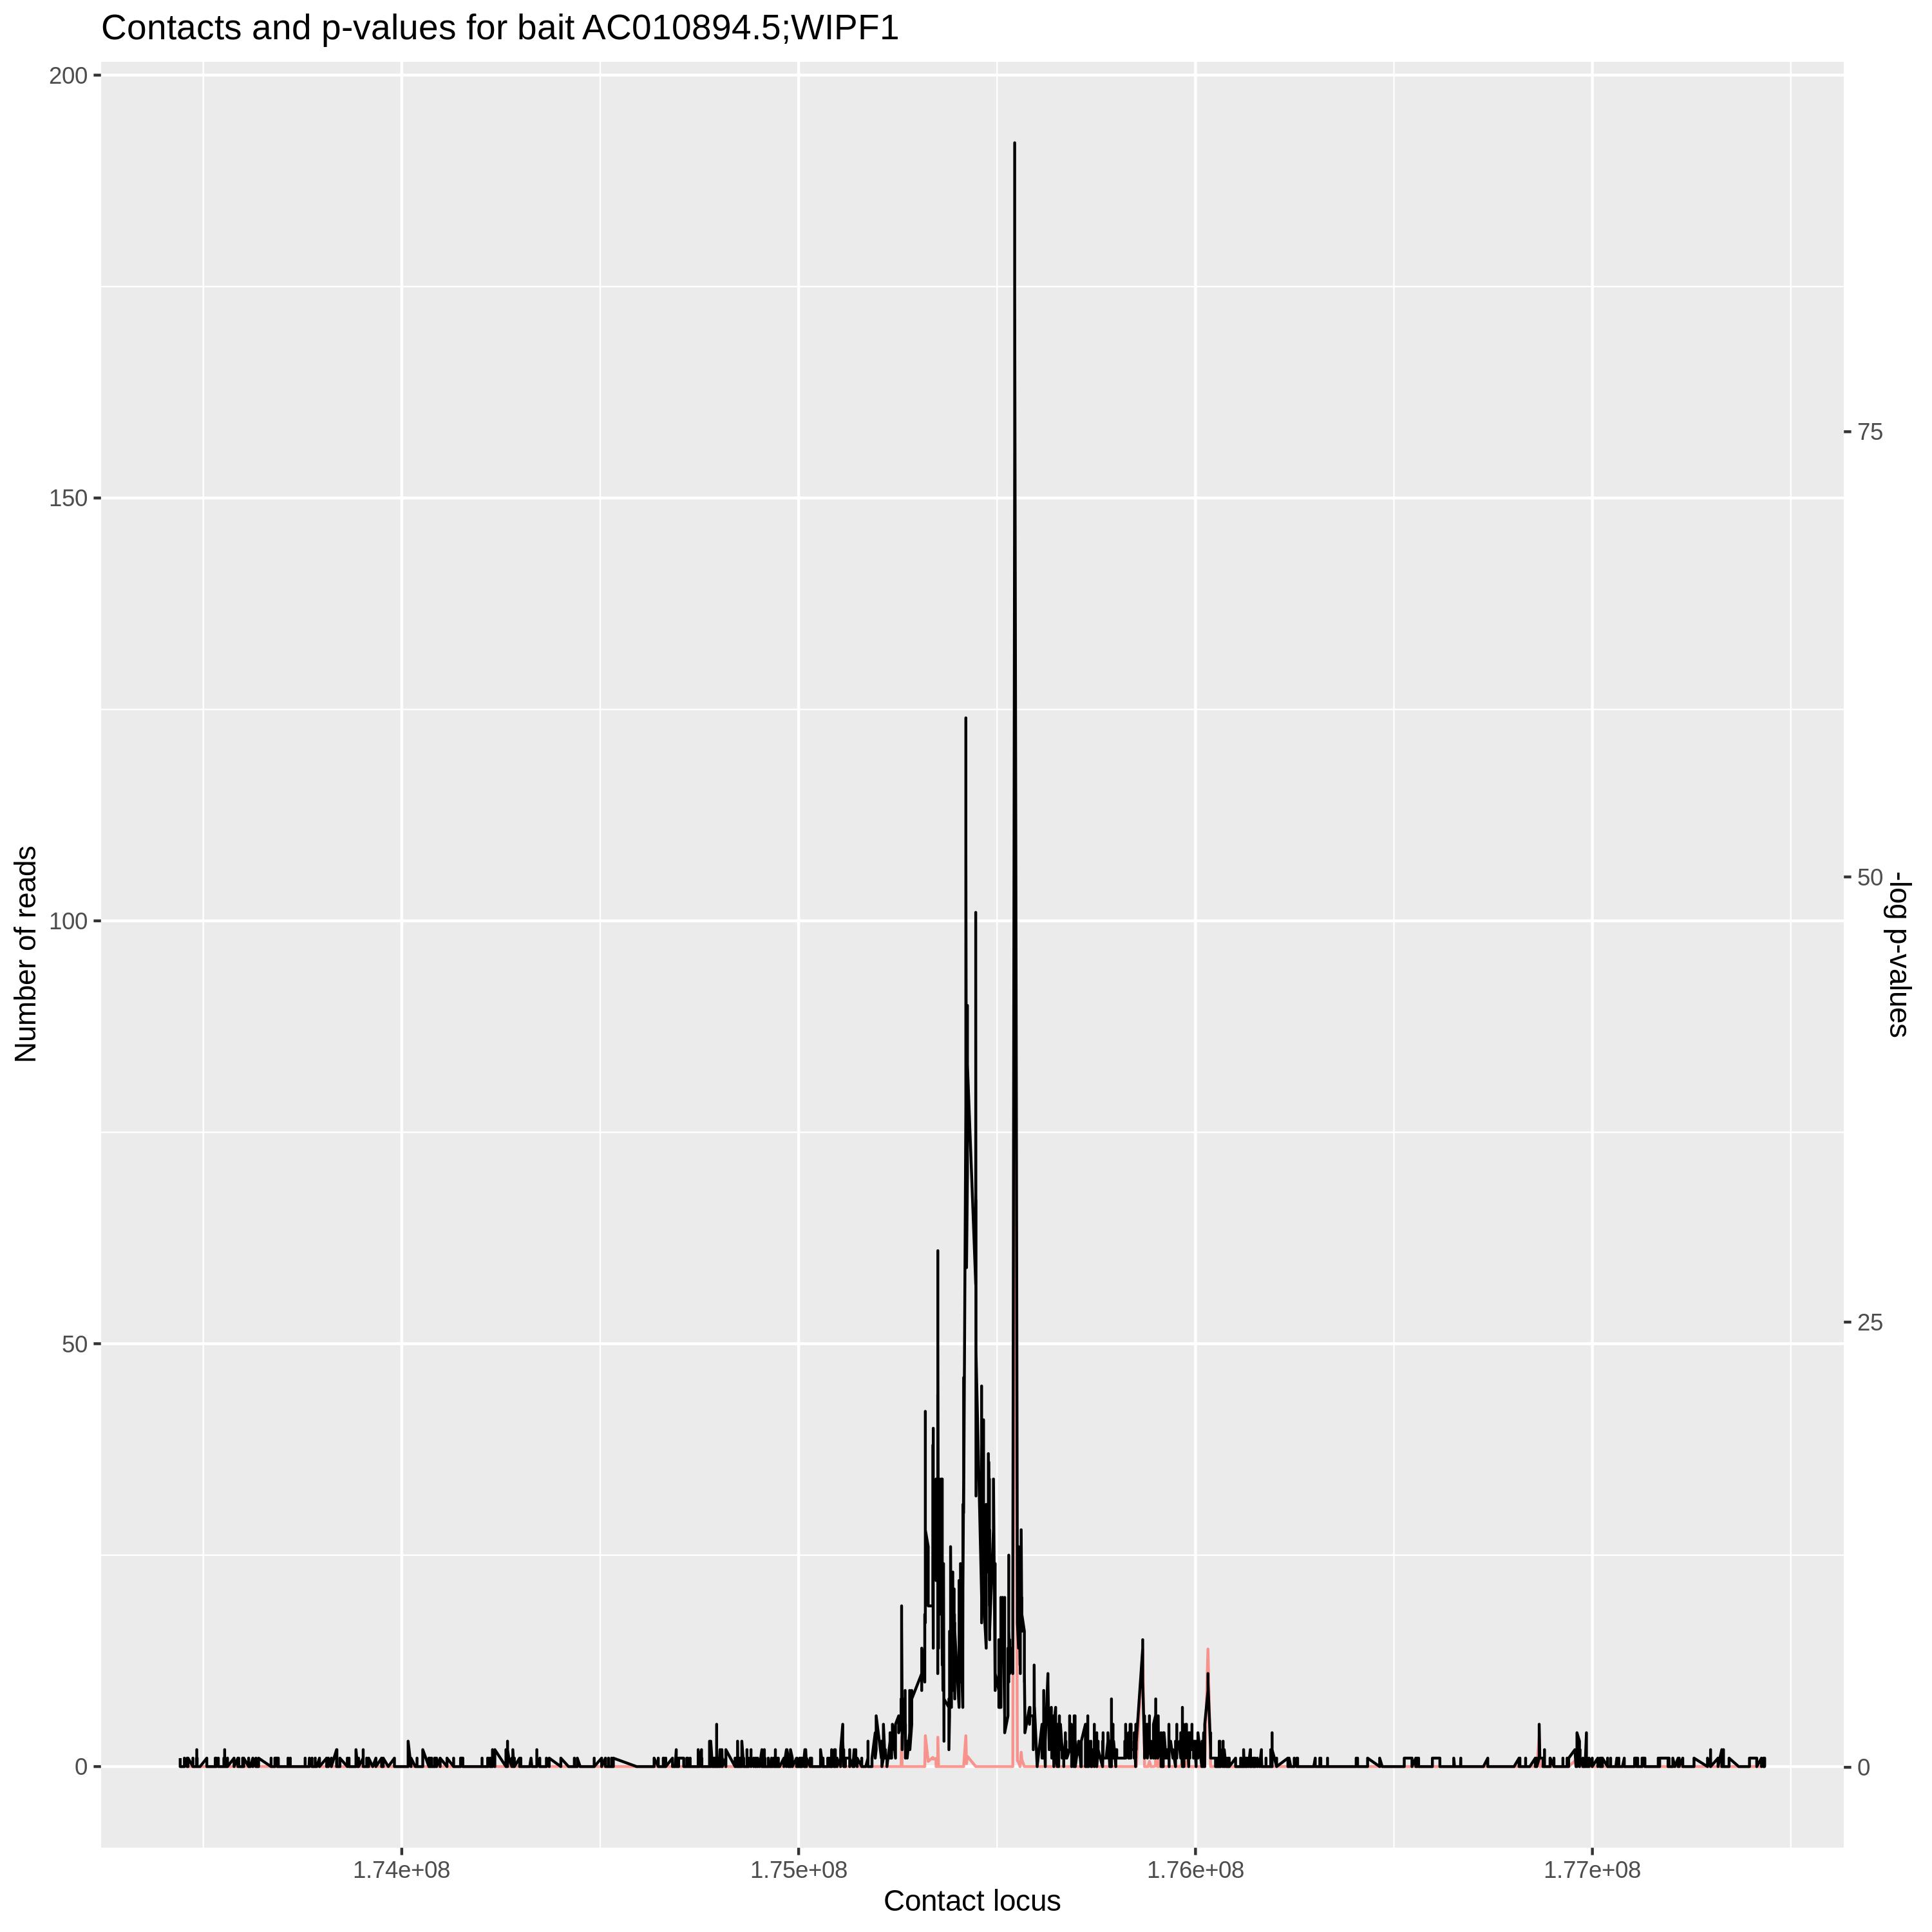 Contacts and p-values for bait AC010894.5;WIPF1
200
150
100
50
0
Number of reads
75
50
25
0
-log p-values
1.74e+08
1.75e+08
1.76e+08
1.77e+08
Contact locus